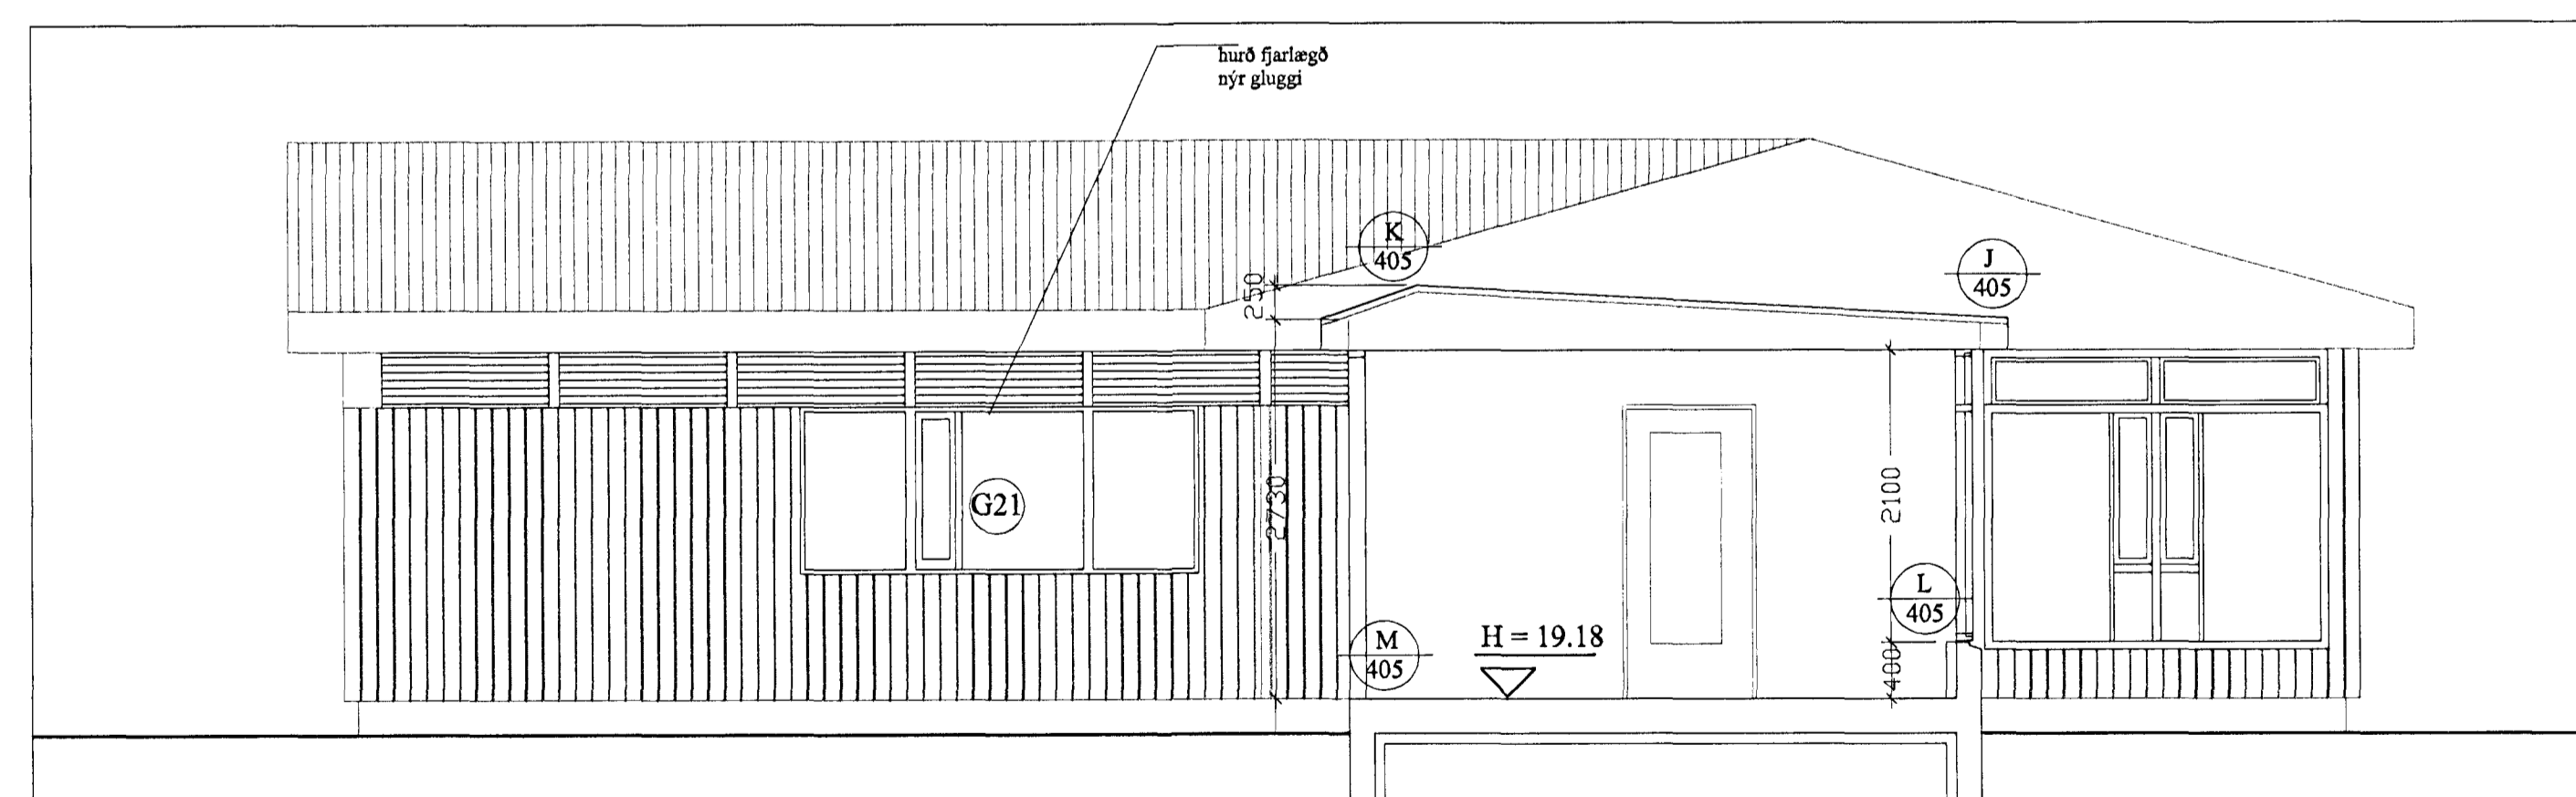 hurð fjarlægð
nýr gluggi
K
405
J
405
250
G21
2730
2100
L
405
M
405
H = 19.18
400